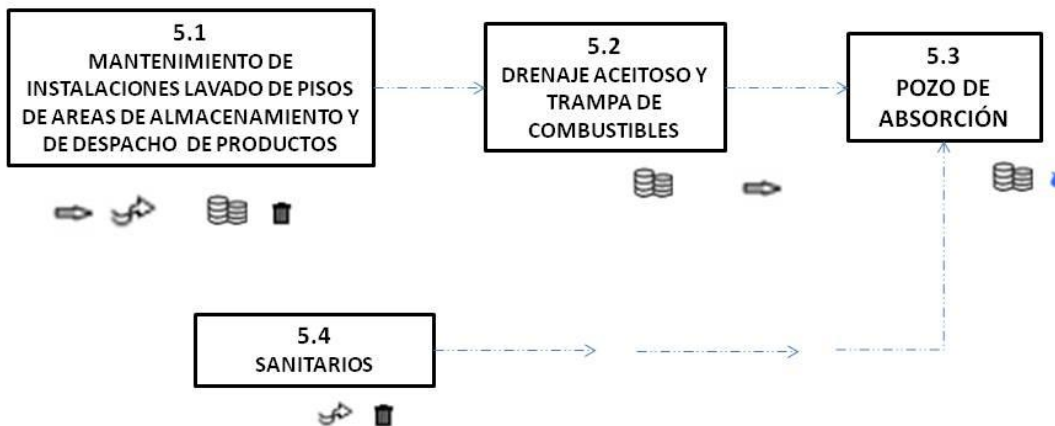 5.1
MANTENIMIENTO DE
INSTALACIONES LAVADO DE PISOS
DE AREAS DE ALMACENAMIENTO Y
DE DESPACHO DE PRODUCTOS
5.2
DRENAJE ACEITOSO Y
TRAMPA DE
COMBUSTIBLES
5.3
POZO DE
ABSORCIÓN
5.4
SANITARIOS